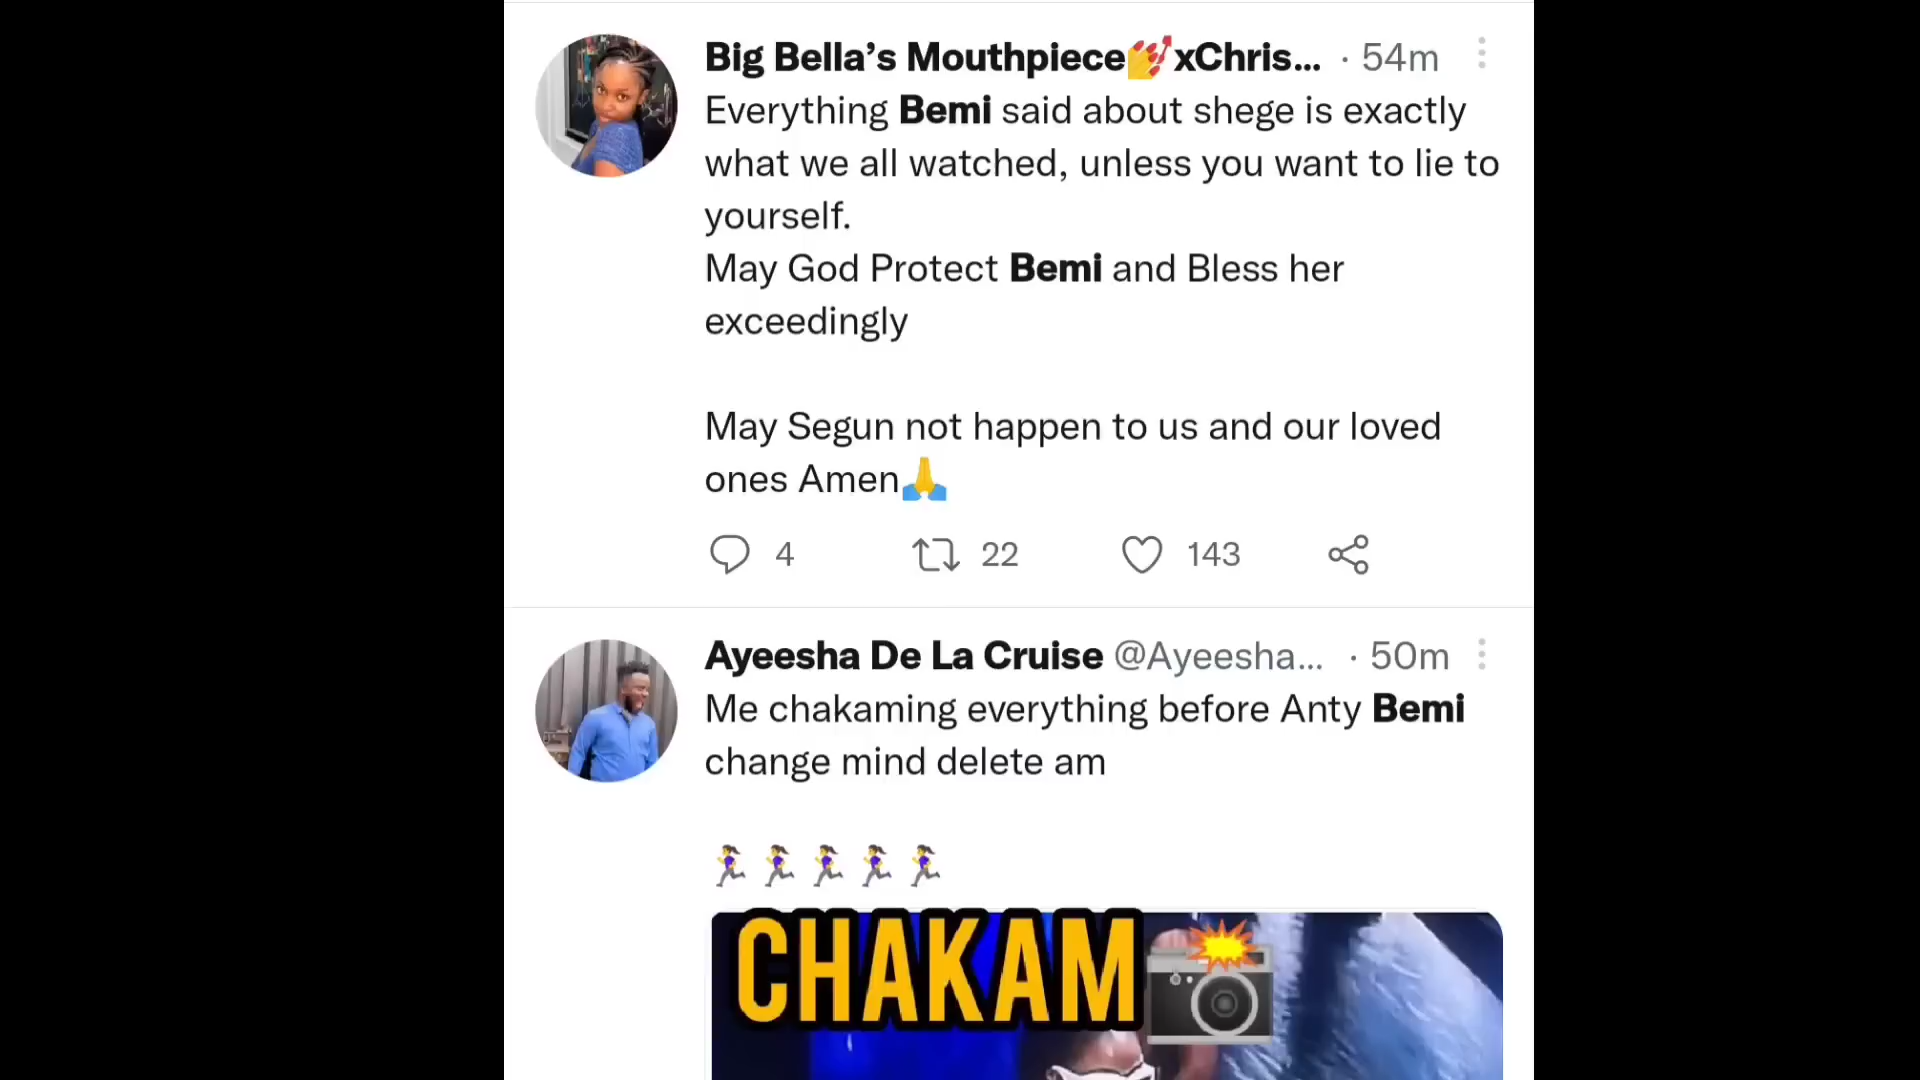 Big Bella’s Mouthpiece💅xChris... · 54m
Everything Bemi said about shege is exactly
what we all watched, unless you want to lie to
yourself.
May God Protect Bemi and Bless her
exceedingly
May Segun not happen to us and our loved
ones Amen🙏
4 22 143
Ayeesha De La Cruise @Ayeesha... · 50m
Me chakaming everything before Anty Bemi
change mind delete am
🏃‍♀️🏃‍♀️🏃‍♀️🏃‍♀️🏃‍♀️
CHAKAM📸